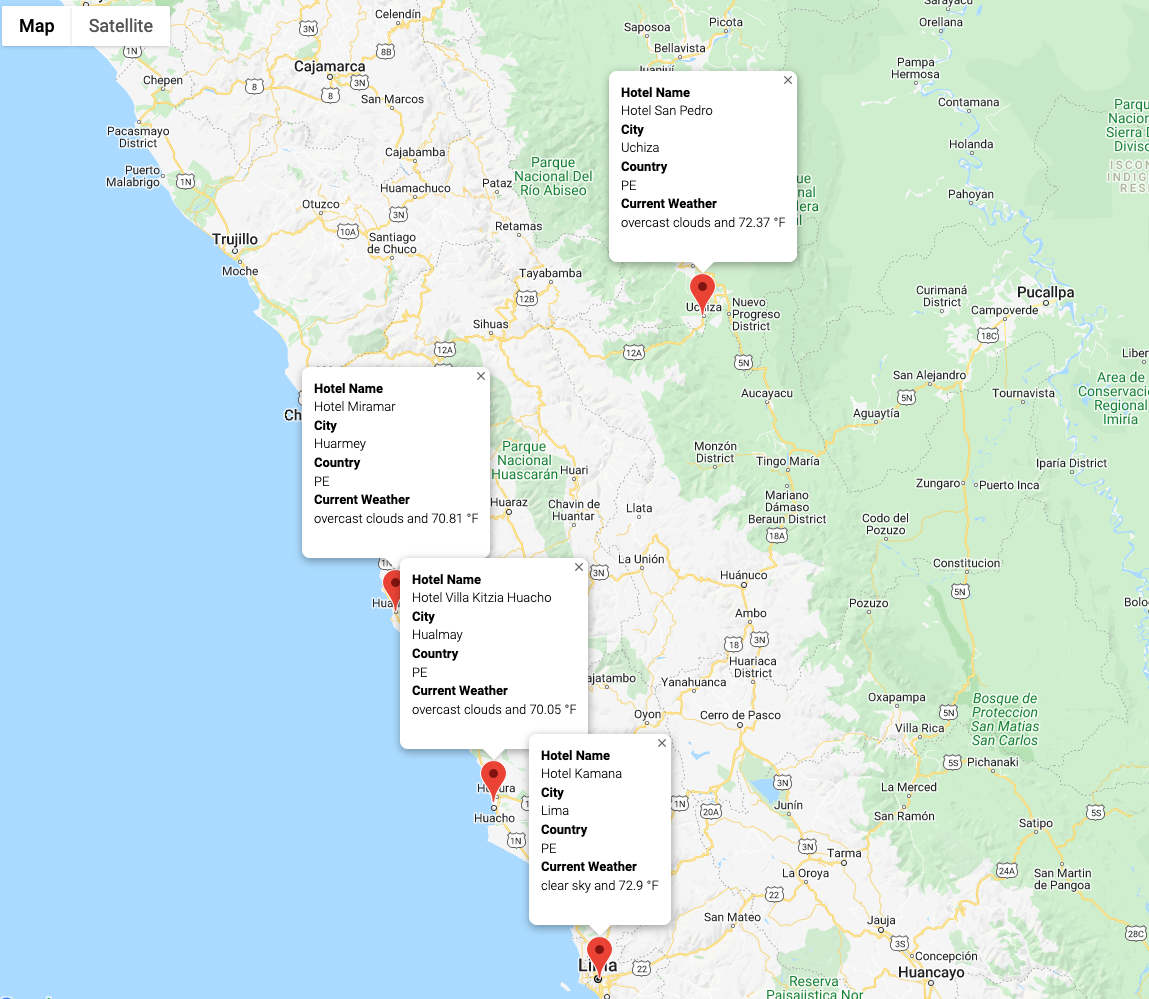 Map
Satellite
Celendín
3N
8B
1N
Chepen
8
Cajamarca
3N
8
San Marcos
Pacasmayo
District
Puerto
Malabrigo
1N
Cajabamba
Huamachuco
Otuzco
3N
10A
Santiago
de Chuco
Trujillo
Moche
Pataz
Parque
Nacional Del
Río Abiseo
Retamas
Tayabamba
12B
Sihuas
12A
12A
Saposoa
Picota
Bellavista
Juanjuí
Orellana
Pampa
Hermosa
Contamana
Holanda
Pahoyan
Hotel Name
Hotel San Pedro
City
Uchiza
Country
PE
Current Weather
overcast clouds and 72.37 °F
Uchiza
Nuevo
Progreso
District
5N
Curimaná
District
Pucallpa
Campoverde
18C
San Alejandro
5N
Tournavista
Aguaytía
Aucayacu
Area de
Conservació
Regional
Imiría
Hotel Name
Hotel Miramar
City
Huarmey
Country
PE
Current Weather
overcast clouds and 70.81 °F
Parque
Nacional
Huascarán
Huari
Huaraz
Chavin de
Huantar
Llata
Monzón
District
Tingo María
Mariano
Dámaso
Beraun District
18A
Zungaro
Puerto Inca
Iparía District
Codo del
Pozuzo
Constitucion
5N
Pozuzo
La Unión
3N
Huánuco
Ambo
18
3N
Huariaca
District
Yanahuanca
Oyon
Cerro de Pasco
Hotel Name
Hotel Villa Kitzia Huacho
City
Hualmay
Country
PE
Current Weather
overcast clouds and 70.05 °F
Oxapampa
5N
Villa Rica
Bosque de
Proteccion
San Matias
San Carlos
5S
Pichanaki
Huacho
1N
Hotel Name
Hotel Kamana
City
Lima
Country
PE
Current Weather
clear sky and 72.9 °F
1N
20A
3N
Junín
La Merced
San Ramón
5S
Satipo
3N
Tarma
La Oroya
24A
San Martin
de Pangoa
22
San Mateo
Jauja
3S
28C
Concepción
Huancayo
Lima
22
Reserva
Paisajistica Nor